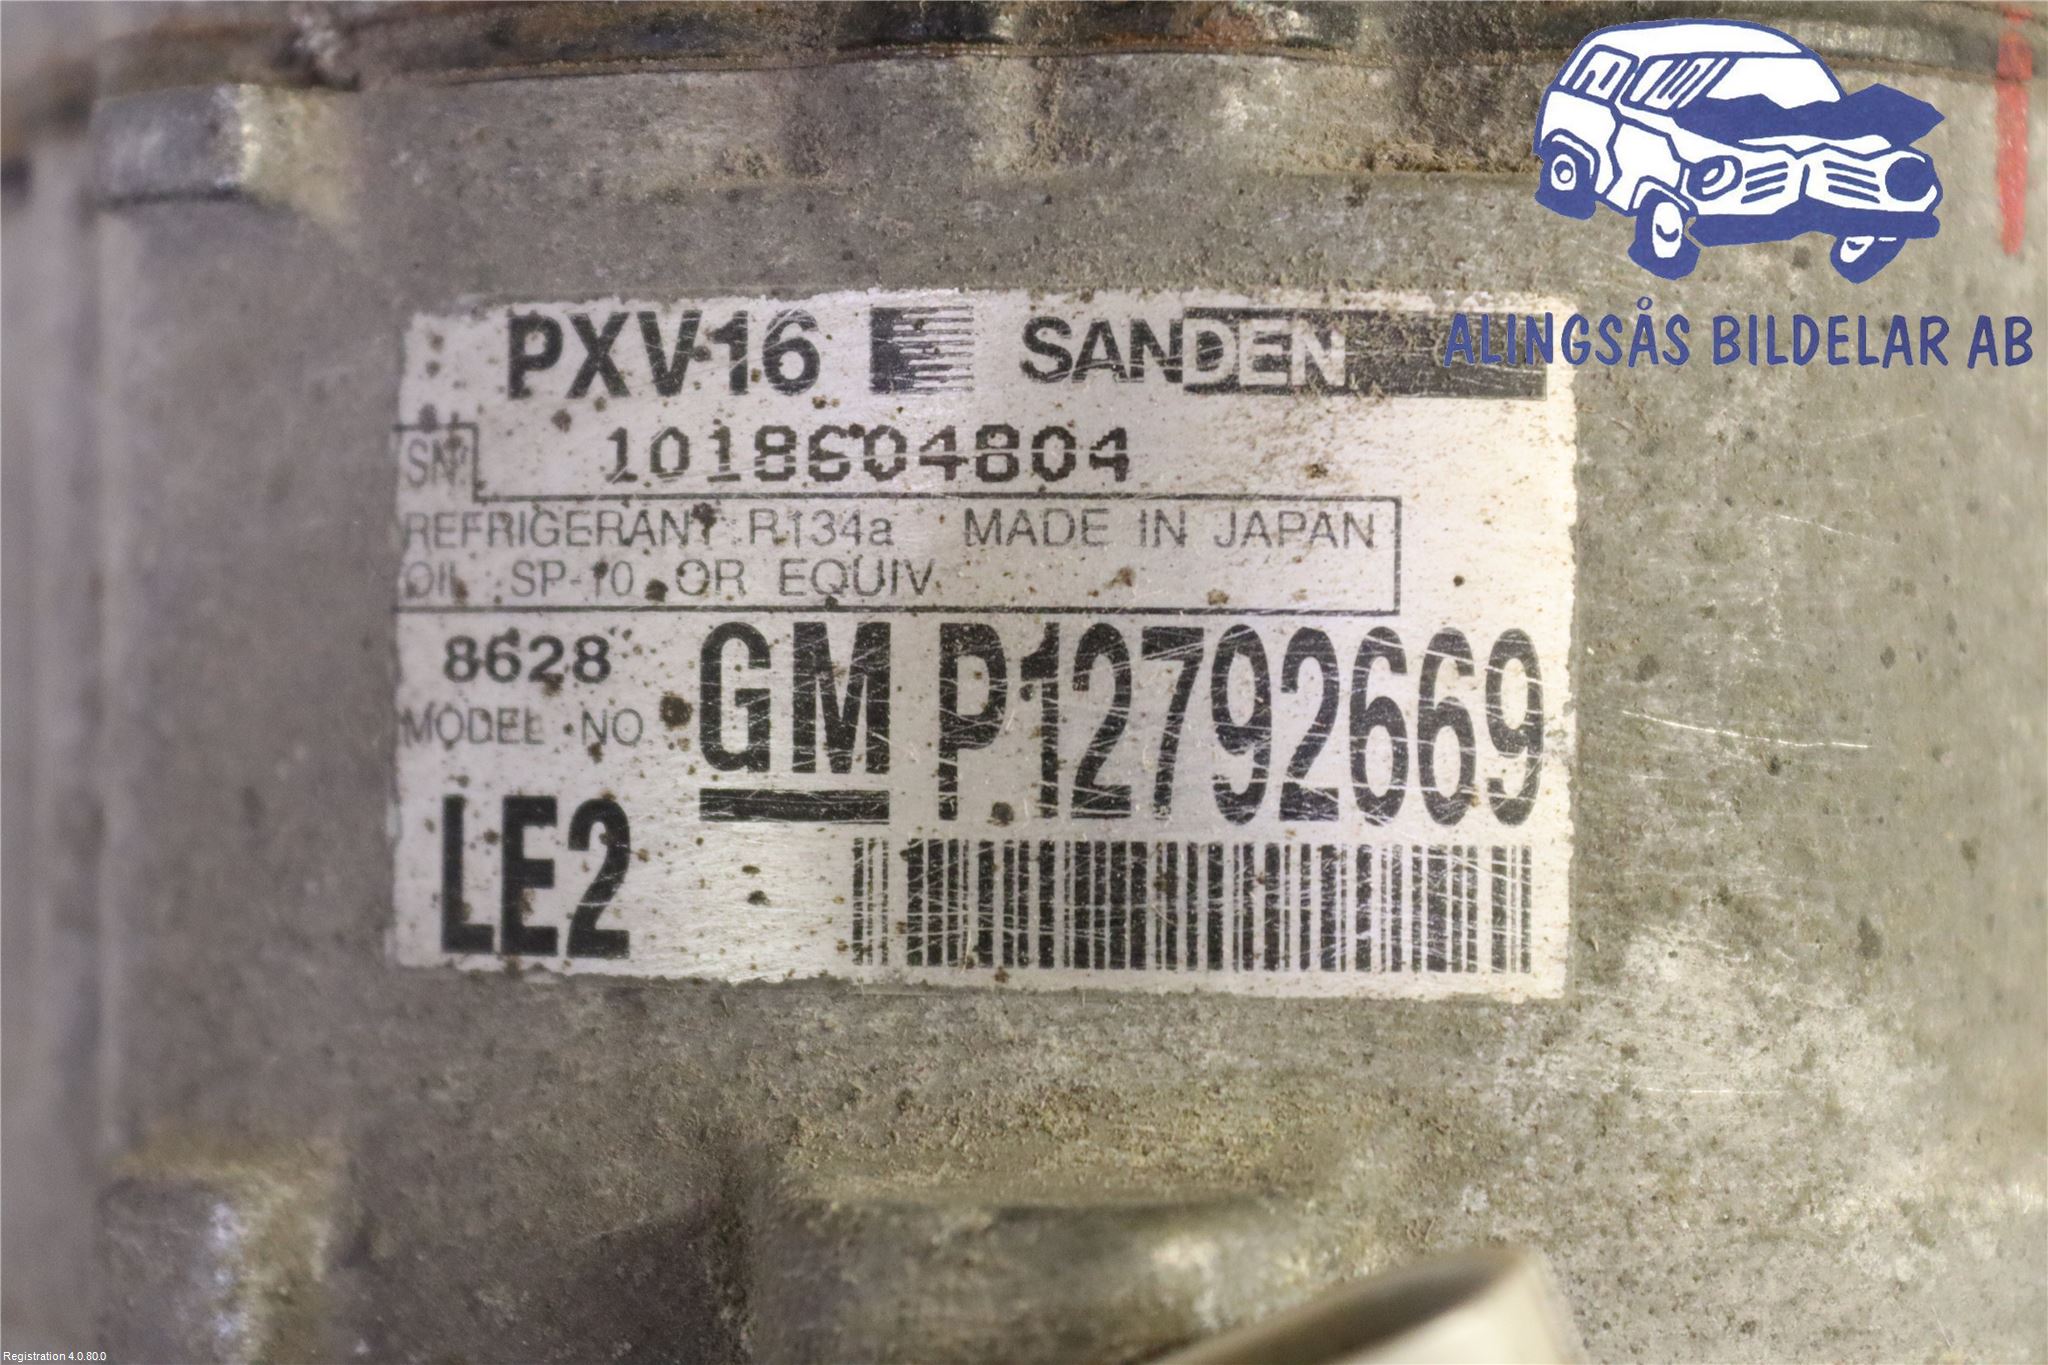 PXV16 SANDEN
ALINGSÅS BILDELAR AB
SN. 1018604804
REFRIGERANT R134a MADE IN JAPAN
OIL SP-10 OR EQUIV
8628
MODEL NO
GM P12792669
LE2
Registration 4.0.80.0